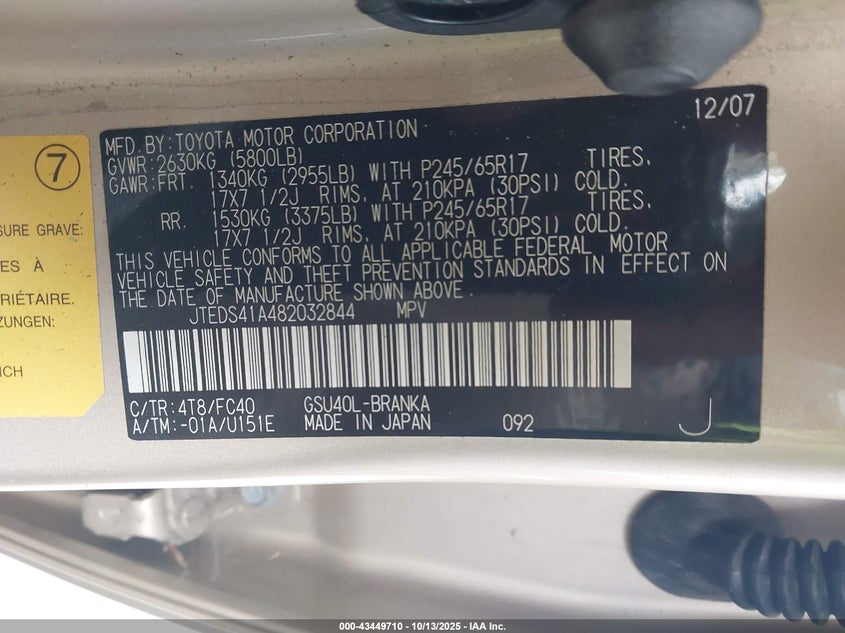 12/07
MFD.BY:TOYOTA MOTOR CORPORATION
GVWR:2630KG (5800LB)
GAWR:FRT. 1340KG (2955LB) WITH P245/65R17 TIRES,
17X7 1/2J RIMS, AT 210KPA (30PSI) COLD.
RR. 1530KG (3375LB) WITH P245/65R17 TIRES,
17X7 1/2J RIMS, AT 210KPA (30PSI) COLD.
THIS VEHICLE CONFORMS TO ALL APPLICABLE FEDERAL MOTOR
VEHICLE SAFETY AND THEFT PREVENTION STANDARDS IN EFFECT ON
THE DATE OF MANUFACTURE SHOWN ABOVE.
JTEDS41A482032844 MPV
C/TR:4T8/FC40 GSU40L-BRANKA
A/TM:-01A/U151E MADE IN JAPAN 092 J
7
GRAVE:
ES À
PRIÉTAIRE.
ZUNGEN:
ICH
000-43449710 - 10/13/2025 - IAA Inc.